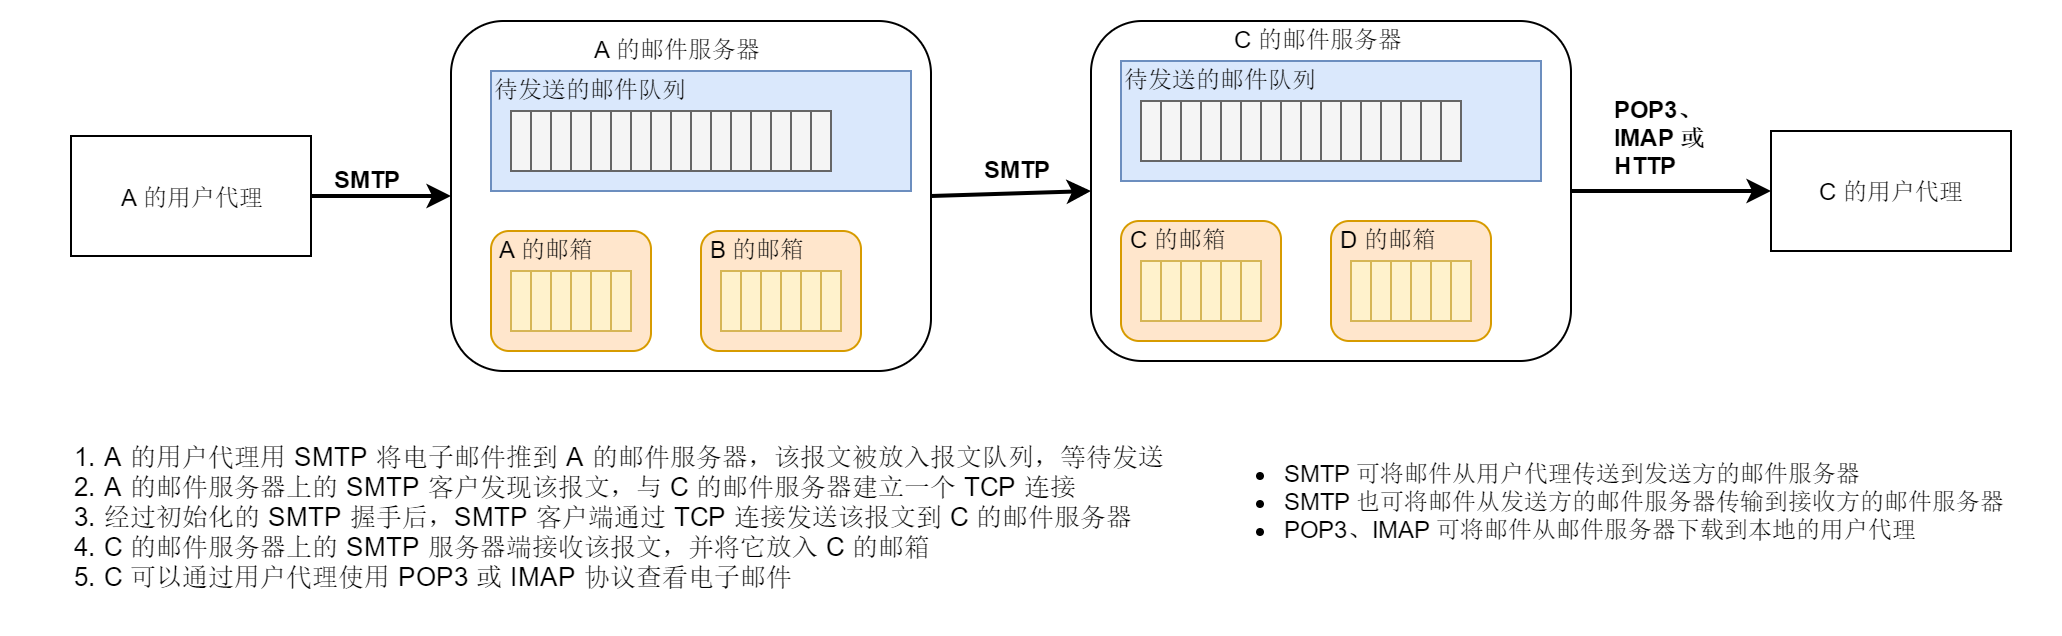 A 的邮件服务器
待发送的邮件队列
A 的用户代理
SMTP
A 的邮箱
B 的邮箱
SMTP
C 的邮件服务器
待发送的邮件队列
C 的邮箱
D 的邮箱
POP3、
IMAP 或
HTTP
C 的用户代理
1. A 的用户代理用 SMTP 将电子邮件推到 A 的邮件服务器，该报文被放入报文队列，等待发送
2. A 的邮件服务器上的 SMTP 客户发现该报文，与 C 的邮件服务器建立一个 TCP 连接
3. 经过初始化的 SMTP 握手后，SMTP 客户端通过 TCP 连接发送该报文到 C 的邮件服务器
4. C 的邮件服务器上的 SMTP 服务器端接收该报文，并将它放入 C 的邮箱
5. C 可以通过用户代理使用 POP3 或 IMAP 协议查看电子邮件
• SMTP 可将邮件从用户代理传送到发送方的邮件服务器
• SMTP 也可将邮件从发送方的邮件服务器传输到接收方的邮件服务器
• POP3、IMAP 可将邮件从邮件服务器下载到本地的用户代理